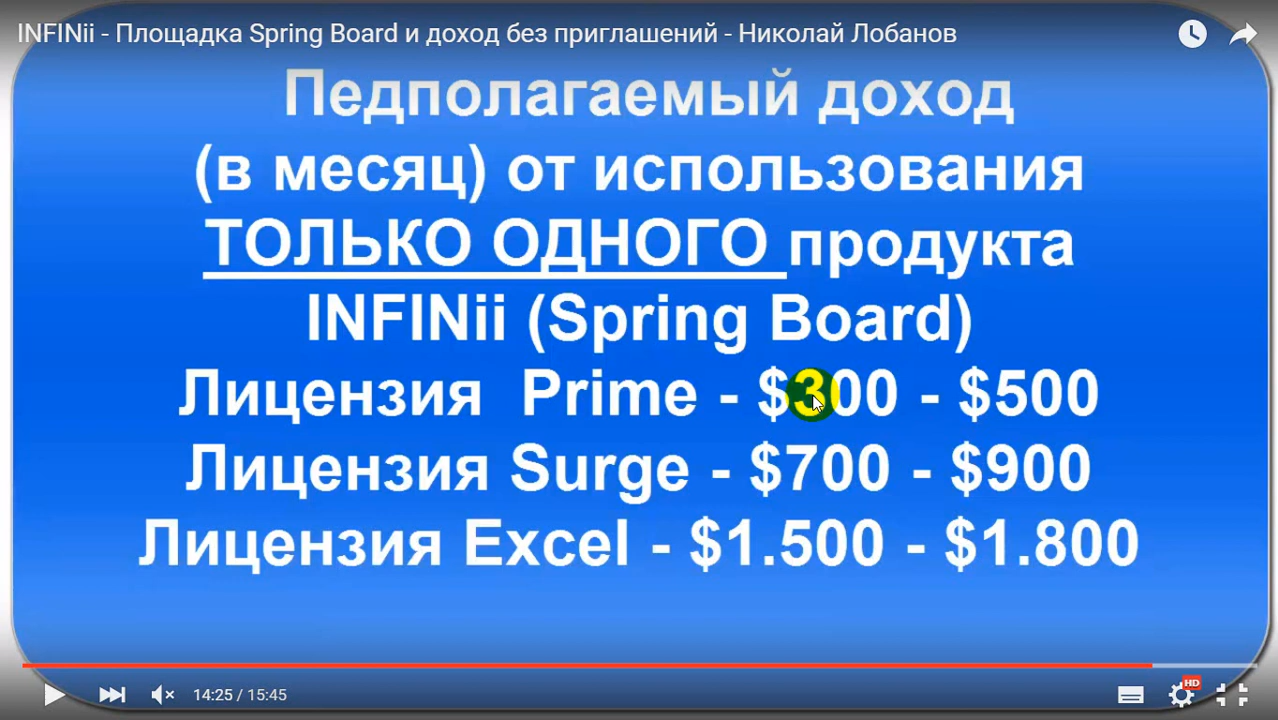 INFINii - Площадка Spring Board и доход без приглашений - Николай Лобанов
Педполагаемый доход
(в месяц) от использования
ТОЛЬКО ОДНОГО продукта
INFINii (Spring Board)
Лицензия Prime - $300 - $500
Лицензия Surge - $700 - $900
Лицензия Excel - $1.500 - $1.800
14:25 / 15:45
HD